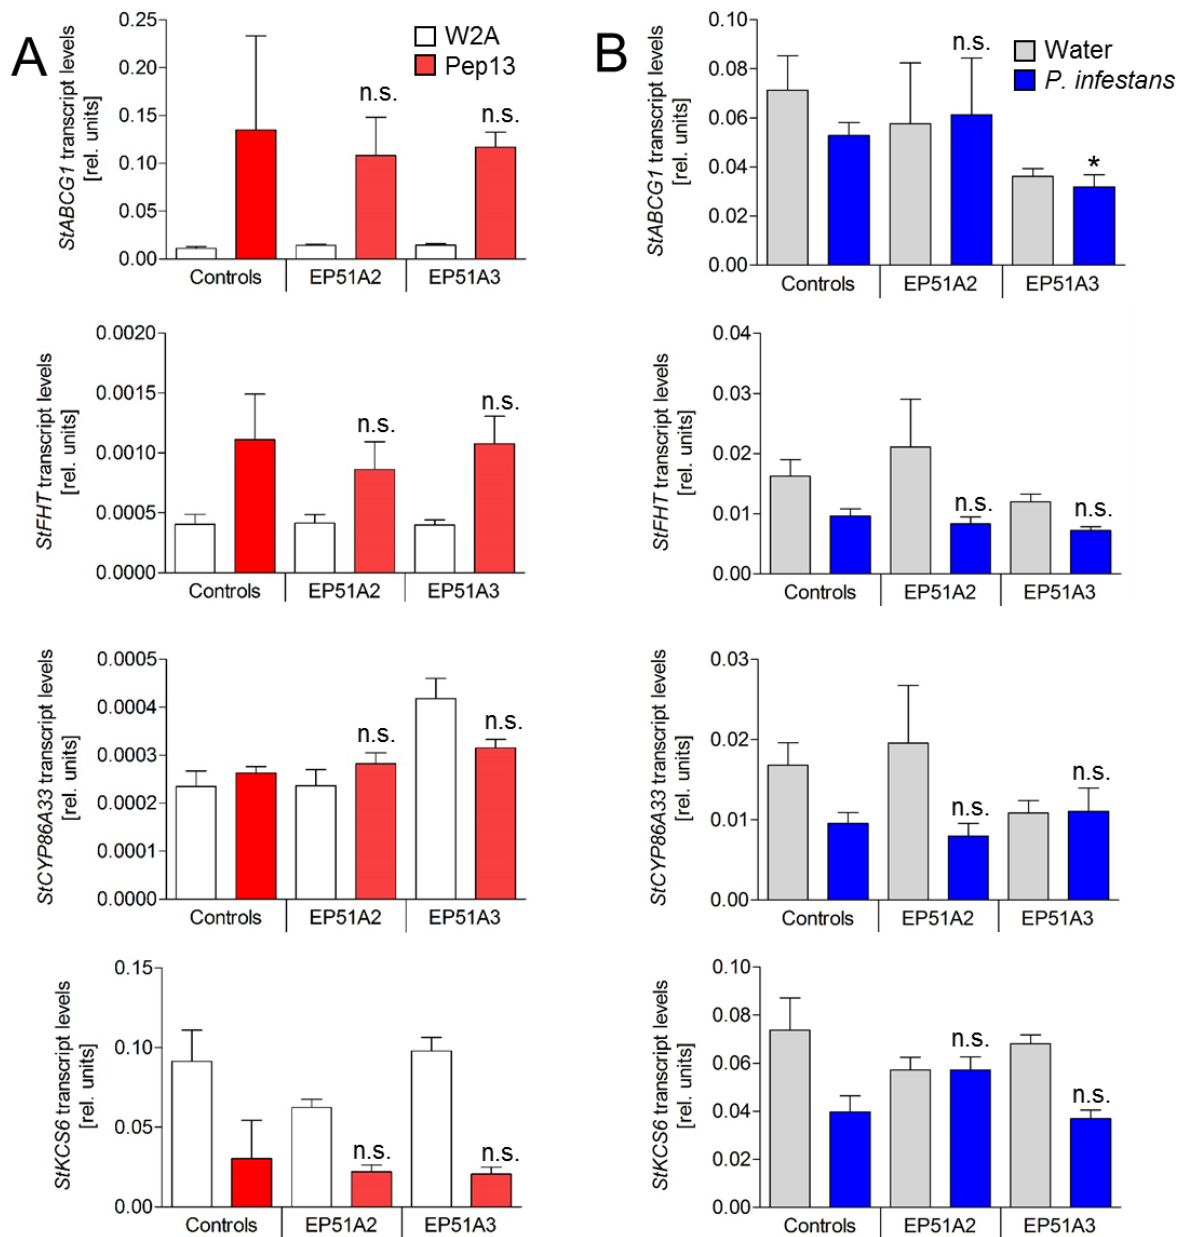 A
StABCG1 transcript levels
[rel. units]
0.25
0.20
0.15
0.10
0.05
0.00
W2A
Pep13
n.s.
n.s.
Controls
EP51A2
EP51A3
StFHT transcript levels
[rel. units]
0.0020
0.0015
0.0010
0.0005
0.0000
n.s.
n.s.
Controls
EP51A2
EP51A3
StCYP86A33 transcript levels
[rel. units]
0.0005
0.0004
0.0003
0.0002
0.0001
0.0000
n.s.
n.s.
Controls
EP51A2
EP51A3
StKCS6 transcript levels
[rel. units]
0.15
0.10
0.05
0.00
n.s.
n.s.
Controls
EP51A2
EP51A3
B
StABCG1 transcript levels
[rel. units]
0.10
0.08
0.06
0.04
0.02
0.00
Water
P. infestans
n.s.
*
Controls
EP51A2
EP51A3
StFHT transcript levels
[rel. units]
0.04
0.03
0.02
0.01
0.00
n.s.
n.s.
Controls
EP51A2
EP51A3
StCYP86A33 transcript levels
[rel. units]
0.03
0.02
0.01
0.00
n.s.
n.s.
Controls
EP51A2
EP51A3
StKCS6 transcript levels
[rel. units]
0.10
0.08
0.06
0.04
0.02
0.00
n.s.
n.s.
Controls
EP51A2
EP51A3